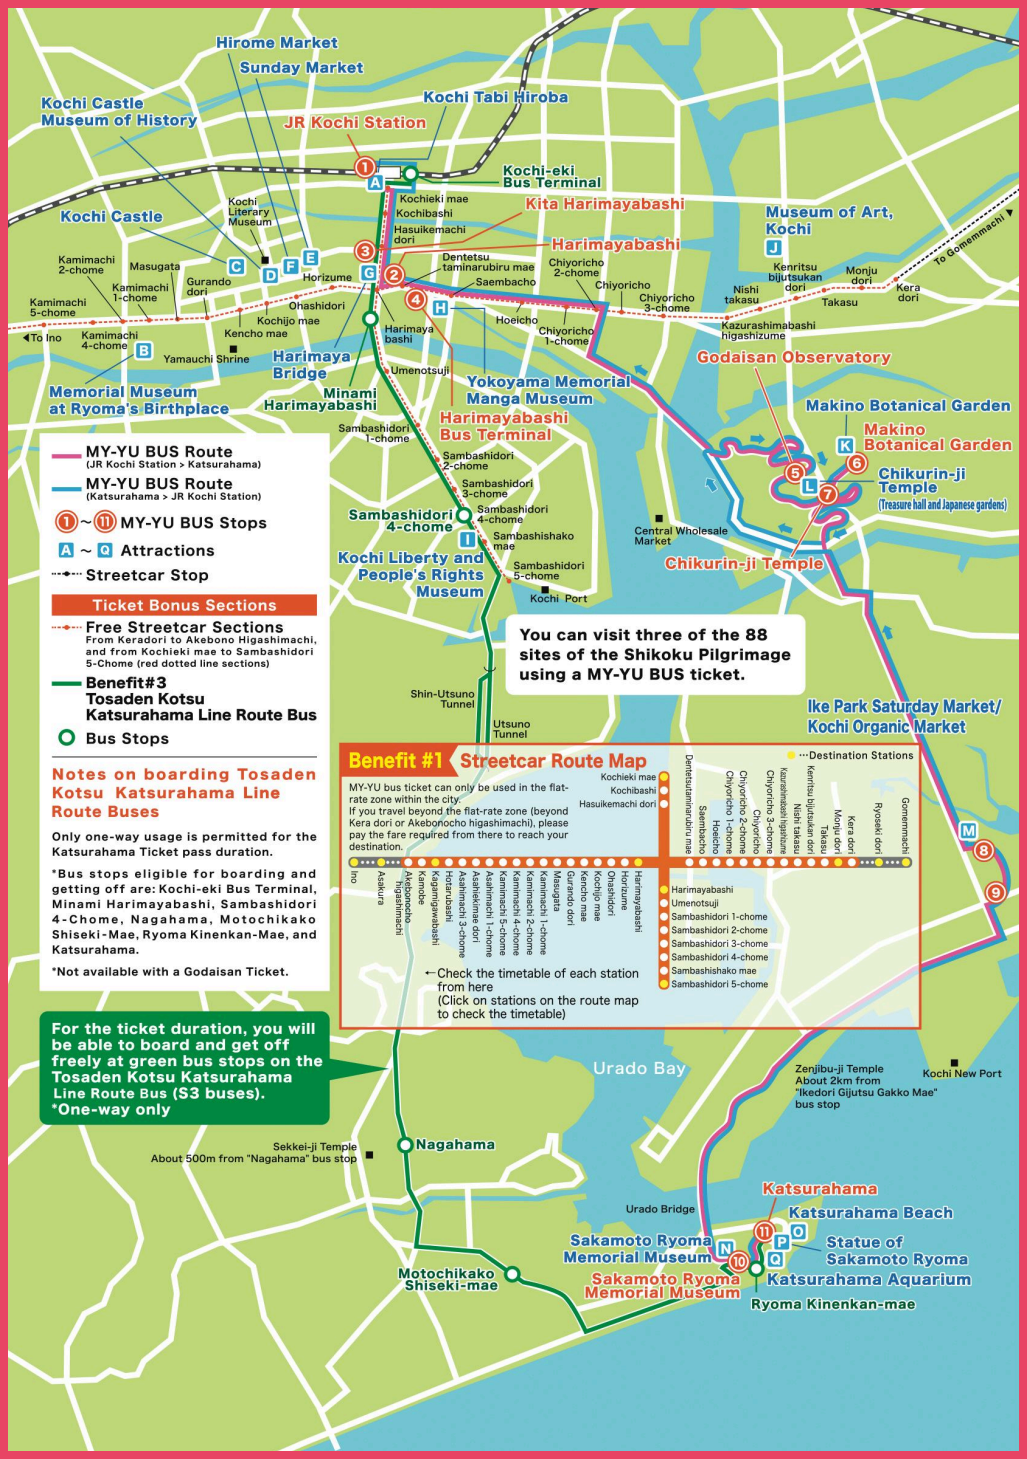 Hirome Market
Sunday Market
Kochi Castle
Museum of History
Kochi Tabi Hiroba
JR Kochi Station
1
A
Kochi-eki
Bus Terminal
Kochi
Literary
Museum
Kochieki mae
Kochibashi
Kita Harimayabashi
Kochi Castle
Museum of Art,
Kochi
J
Hasuikemachi
dori
Harimayabashi
To Gomemmachi ▶
3
Dentetsu
taminarubiru mae
Kamimachi
2-chome
Masugata
C
D
F
E
G
2
Chiyoricho
2-chome
Kenritsu
bijutsukan
dori
Monju
dori
Kamimachi
1-chome
Gurando
dori
Horizume
Saembacho
Chiyoricho
Nishi
takasu
Kera
dori
Kamimachi
5-chome
Ohashidori
4
H
Chiyoricho
3-chome
Takasu
Kochijo mae
Hoeicho
◀To Ino
Kamimachi
4-chome
Kencho mae
Harimaya
bashi
Chiyoricho
1-chome
Kazurashimabashi
higashizume
B
Yamauchi Shrine
Harimaya
Bridge
Umenotsuji
Godaisan Observatory
Memorial Museum
at Ryoma's Birthplace
Minami
Harimayabashi
Yokoyama Memorial
Manga Museum
Makino Botanical Garden
Harimayabashi
Bus Terminal
Makino
Botanical Garden
K
Sambashidori
1-chome
MY-YU BUS Route
(JR Kochi Station > Katsurahama)
Sambashidori
2-chome
5
6
L
7
Chikurin-ji
Temple
(Treasure hall and Japanese gardens)
MY-YU BUS Route
(Katsurahama > JR Kochi Station)
Sambashidori
3-chome
1 ~ 11 MY-YU BUS Stops
Sambashidori
4-chome
Sambashidori
4-chome
Central Wholesale
Market
A ~ Q Attractions
I
Sambashishako
mae
Kochi Liberty and
People's Rights
Museum
Chikurin-ji Temple
Streetcar Stop
Sambashidori
5-chome
Kochi Port
Ticket Bonus Sections
Free Streetcar Sections
From Keradori to Akebono Higashimachi,
and from Kochieki mae to Sambashidori
5-Chome (red dotted line sections)
You can visit three of the 88
sites of the Shikoku Pilgrimage
using a MY-YU BUS ticket.
Benefit#3
Tosaden Kotsu
Katsurahama Line Route Bus
Bus Stops
Shin-Utsuno
Tunnel
Utsuno
Tunnel
Ike Park Saturday Market/
Kochi Organic Market
Notes on boarding Tosaden
Kotsu Katsurahama Line
Route Buses
Only one-way usage is permitted for the
Katsurahama Ticket pass duration.
*Bus stops eligible for boarding and
getting off are: Kochi-eki Bus Terminal,
Minami Harimayabashi, Sambashidori
4-Chome, Nagahama, Motochikako
Shiseki-Mae, Ryoma Kinenkan-Mae, and
Katsurahama.
*Not available with a Godaisan Ticket.
Benefit #1 Streetcar Route Map
···Destination Stations
MY-YU bus ticket can only be used in the flat-
rate zone within the city.
If you travel beyond the flat-rate zone (beyond
Kera dori or Akebonocho higashimachi), please
pay the fare required from there to reach your
destination.
Kochieki mae
Kochibashi
Hasuikemachi dori
Dentetsutaminarubiru mae
Saembacho
Hoeicho
Chiyoricho 1-chome
Chiyoricho 2-chome
Chiyoricho
Chiyoricho 3-chome
Kazurashimabashi higashizume
Nishi takasu
Kenritsu bijutsukan dori
Takasu
Monju dori
Kera dori
Ryoseki dori
Gomemmachi
Ino
Asakura
Akebonocho
higashimachi
Kamobe
Kagamigawabashi
Hotarubashi
Asahimachi 3-chome
Asahiekimae dori
Asahimachi 1-chome
Kamimachi 5-chome
Kamimachi 4-chome
Kamimachi 2-chome
Kamimachi 1-chome
Masugata
Gurando dori
Kencho mae
Kochijo mae
Ohashidori
Horizume
Harimayabashi
Harimayabashi
Umenotsuji
Sambashidori 1-chome
Sambashidori 2-chome
Sambashidori 3-chome
Sambashidori 4-chome
Sambashishako mae
Sambashidori 5-chome
←Check the timetable of each station
from here
(Click on stations on the route map
to check the timetable)
M
8
9
For the ticket duration, you will
be able to board and get off
freely at green bus stops on the
Tosaden Kotsu Katsurahama
Line Route Bus (S3 buses).
*One-way only
Urado Bay
Zenjibu-ji Temple
About 2km from
"Ikedori Gijutsu Gakko Mae"
bus stop
Kochi New Port
Sekkei-ji Temple
About 500m from "Nagahama" bus stop
Nagahama
Katsurahama
Urado Bridge
Katsurahama Beach
11
O
P
Q
N
10
Sakamoto Ryoma
Memorial Museum
Statue of
Sakamoto Ryoma
Sakamoto Ryoma
Memorial Museum
Katsurahama Aquarium
Motochikako
Shiseki-mae
Ryoma Kinenkan-mae